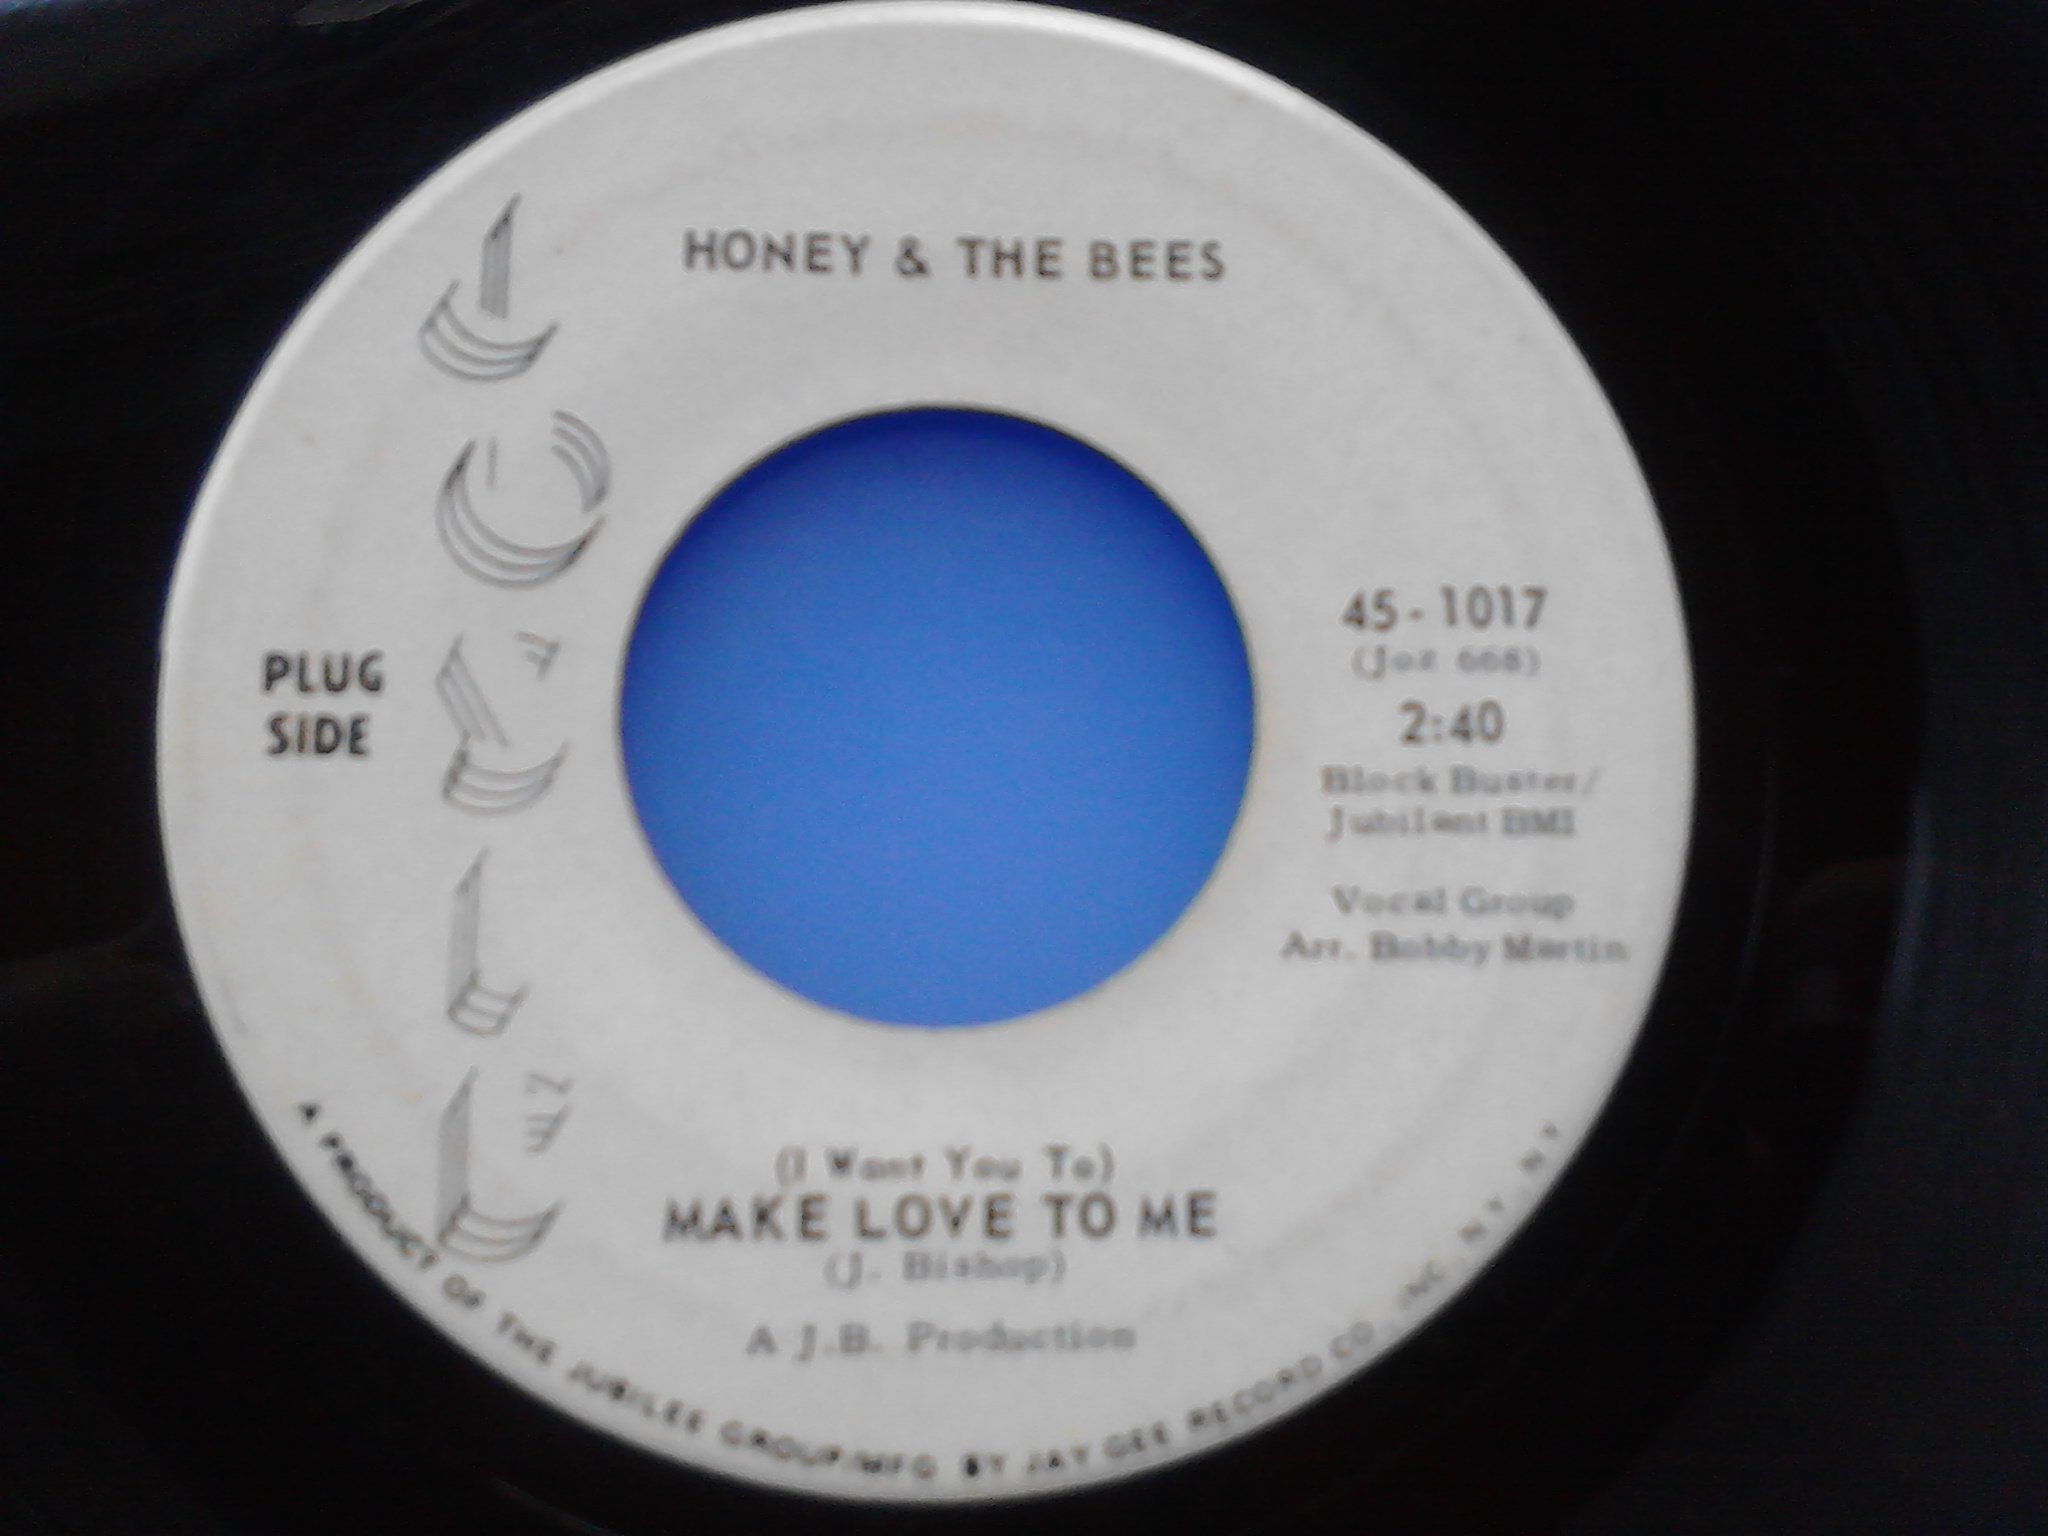 HONEY & THE BEES
PLUG
SIDE
45-1017
(Joz 668)
2:40
Block Buster/
Jubilant BMI
Vocal Group
Arr. Bobby Martin
(I Want You To)
MAKE LOVE TO ME
(J. Bishop)
A J.B. Production
A PRODUCT OF THE JUBILEE GROUP/MFG BY JAY GEE RECORD CO., INC. N.Y. N.Y